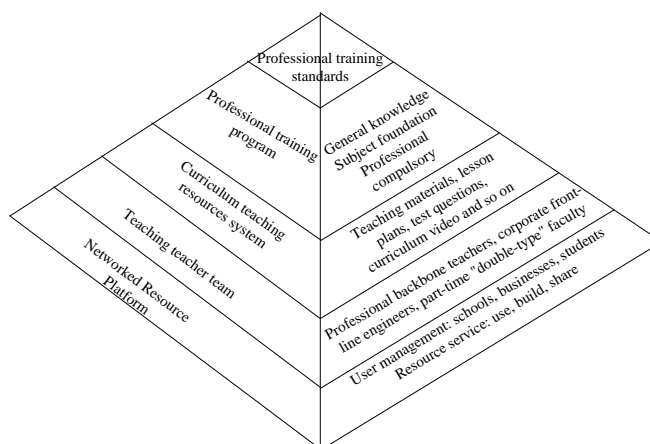 Professional training
standards
Professional training
program
General knowledge
Subject foundation
Professional
compulsory
Curriculum teaching
resources system
Teaching materials, lesson
plans, test questions,
curriculum video and so on
Teaching teacher team
Professional backbone teachers, corporate front-
line engineers, part-time "double-type" faculty
Networked Resource
Platform
User management: schools, businesses, students
Resource service: use, build, share